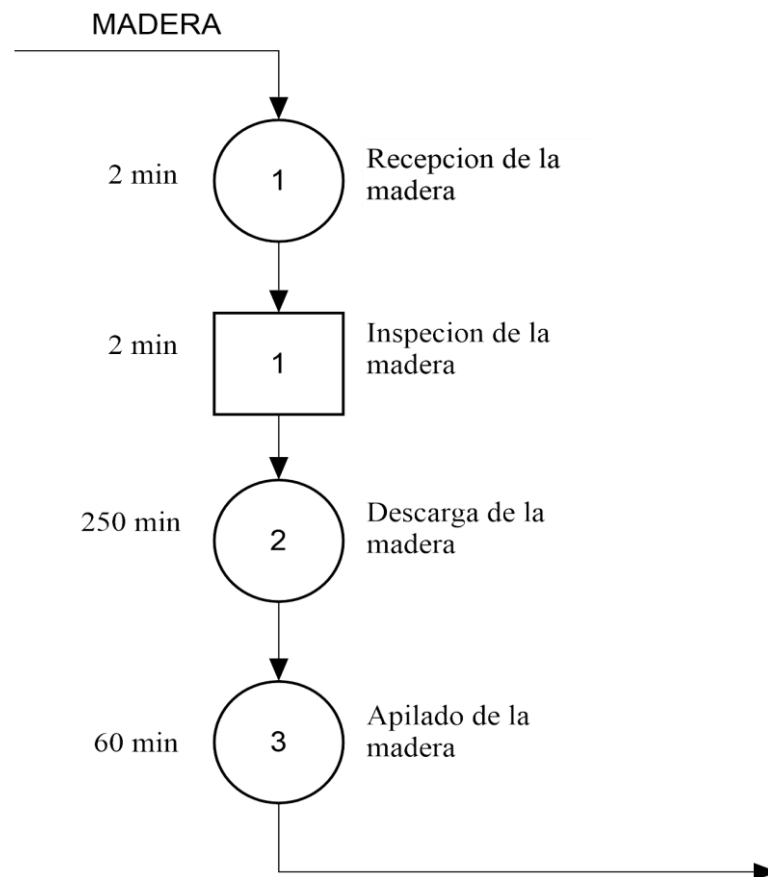 MADERA
2 min
1
Recepcion de la
madera
2 min
1
Inspecion de la
madera
250 min
2
Descarga de la
madera
60 min
3
Apilado de la
madera